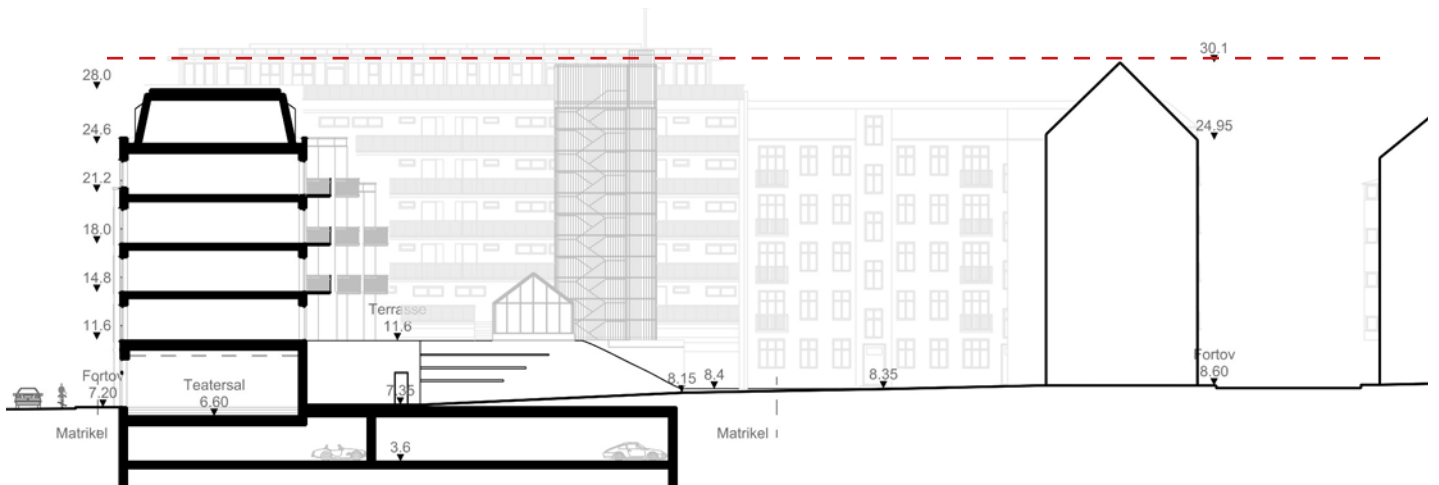 30.1
28.0
24.6
24.95
21.2
18.0
14.8
Terrasse
11.6
11.6
Fortov
7.20
Teatersal
6.60
7.35
8.15
8.4
8.35
Fortov
8.60
Matrikel
Matrikel
3.6